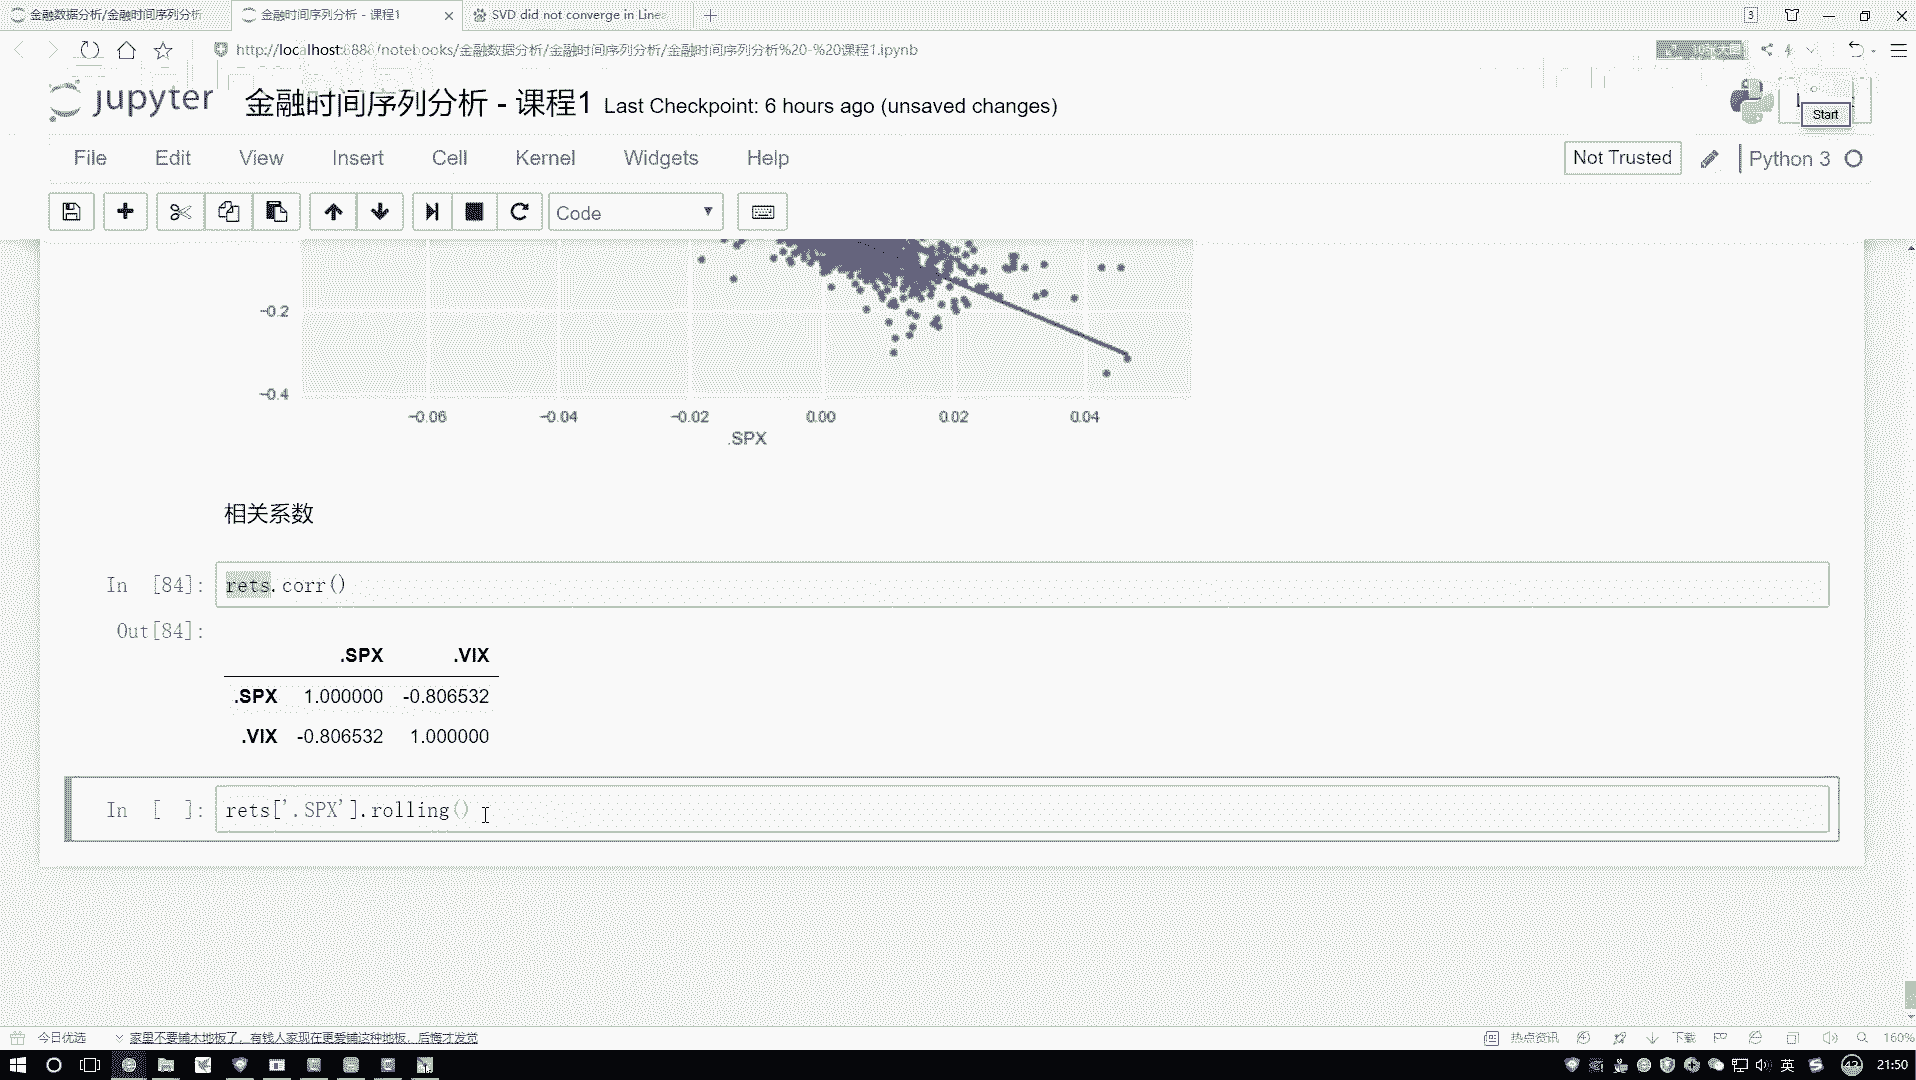 金融数据分析/金融时间序列分析
金融时间序列分析 - 课程1
SVD did not converge in Linea
3
http://localhost:8888/notebooks/金融数据分析/金融时间序列分析/金融时间序列分析%20-%20课程1.ipynb
jupyter
金融时间序列分析 - 课程1 Last Checkpoint: 6 hours ago (unsaved changes)
Start
File Edit View Insert Cell Kernel Widgets Help
Not Trusted
Python 3
Code
−0.2
−0.4
−0.06 −0.04 −0.02 0.00 0.02 0.04
.SPX
相关系数
In [84]: rets.corr()
Out[84]:
.SPX .VIX
.SPX 1.000000 -0.806532
.VIX -0.806532 1.000000
In [ ]: rets['.SPX'].rolling()
今日优选
家里不要铺木地板了，有钱人家现在更爱铺这种地板，后悔才发觉
热点资讯
下载
160%
英
42
21:50